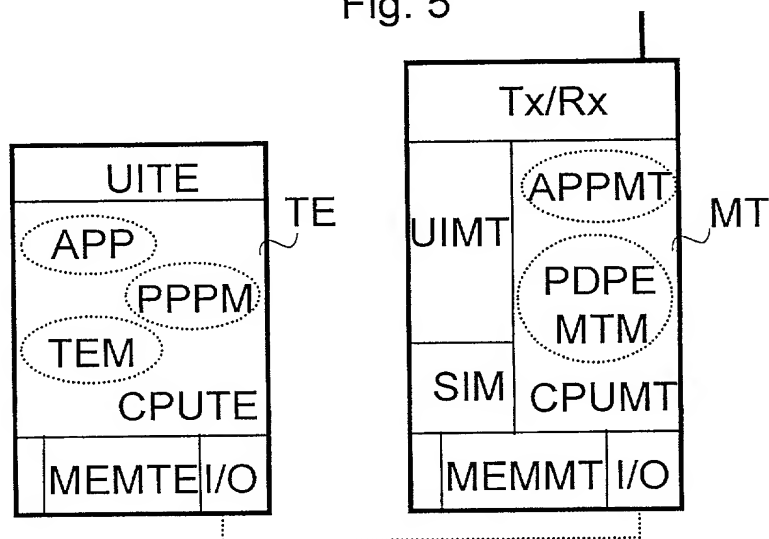 Fig. 5
UITE
APP
PPPM
TEM
CPUTE
MEMTE I/O
TE
Tx/Rx
UIMT
APPMT
PDPE
MTM
SIM
CPUMT
MEMMT I/O
MT